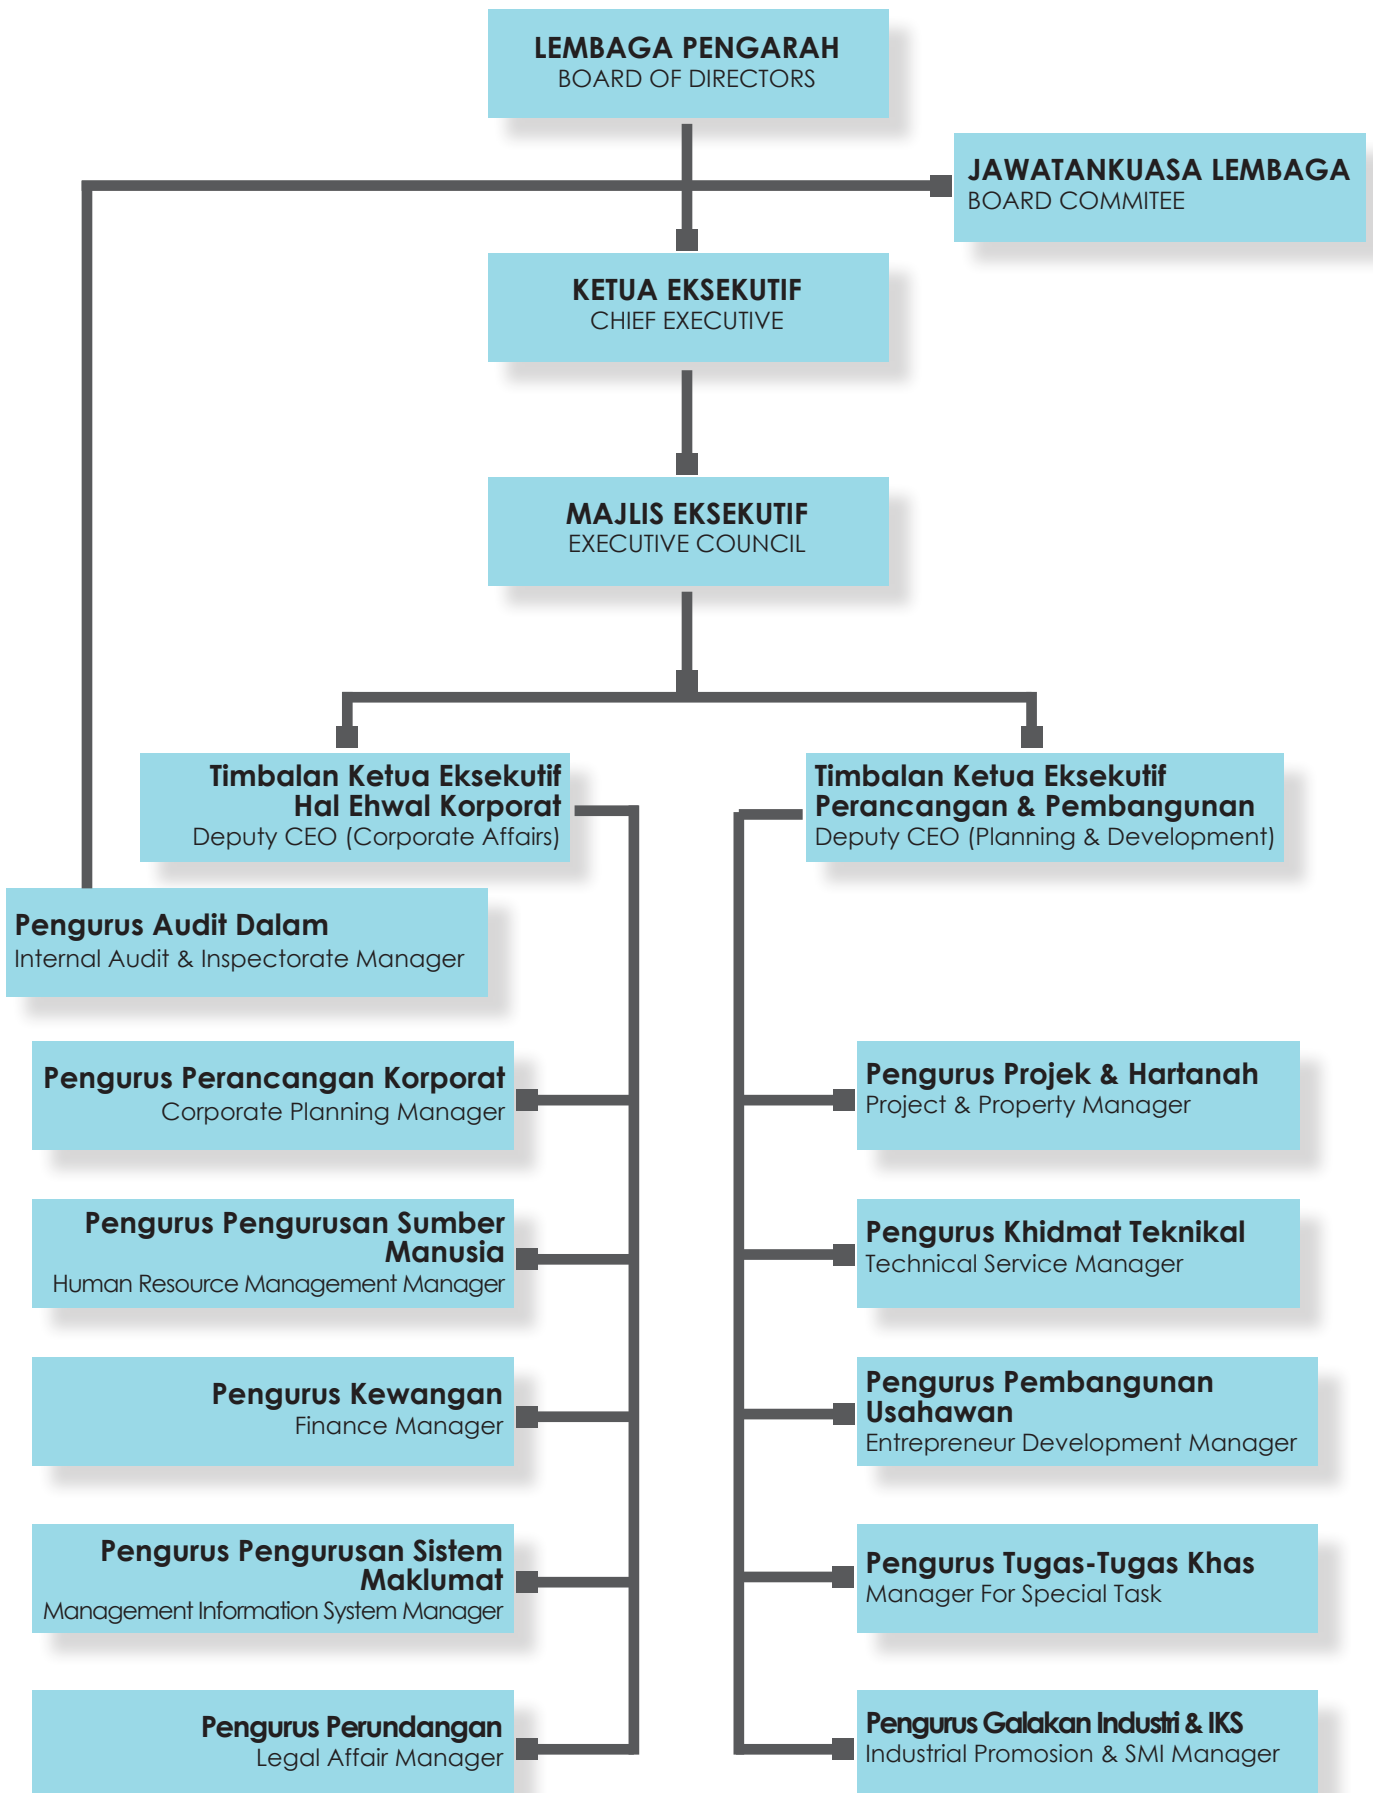 LEMBAGA PENGARAH
BOARD OF DIRECTORS
JAWATANKUASA LEMBAGA
BOARD COMMITEE
KETUA EKSEKUTIF
CHIEF EXECUTIVE
MAJLIS EKSEKUTIF
EXECUTIVE COUNCIL
Timbalan Ketua Eksekutif
Hal Ehwal Korporat
Deputy CEO (Corporate Affairs)
Timbalan Ketua Eksekutif
Perancangan & Pembangunan
Deputy CEO (Planning & Development)
Pengurus Audit Dalam
Internal Audit & Inspectorate Manager
Pengurus Perancangan Korporat
Corporate Planning Manager
Pengurus Pengurusan Sumber
Manusia
Human Resource Management Manager
Pengurus Kewangan
Finance Manager
Pengurus Pengurusan Sistem
Maklumat
Management Information System Manager
Pengurus Perundangan
Legal Affair Manager
Pengurus Projek & Hartanah
Project & Property Manager
Pengurus Khidmat Teknikal
Technical Service Manager
Pengurus Pembangunan
Usahawan
Entrepreneur Development Manager
Pengurus Tugas-Tugas Khas
Manager For Special Task
Pengurus Galakan Industri & IKS
Industrial Promosion & SMI Manager